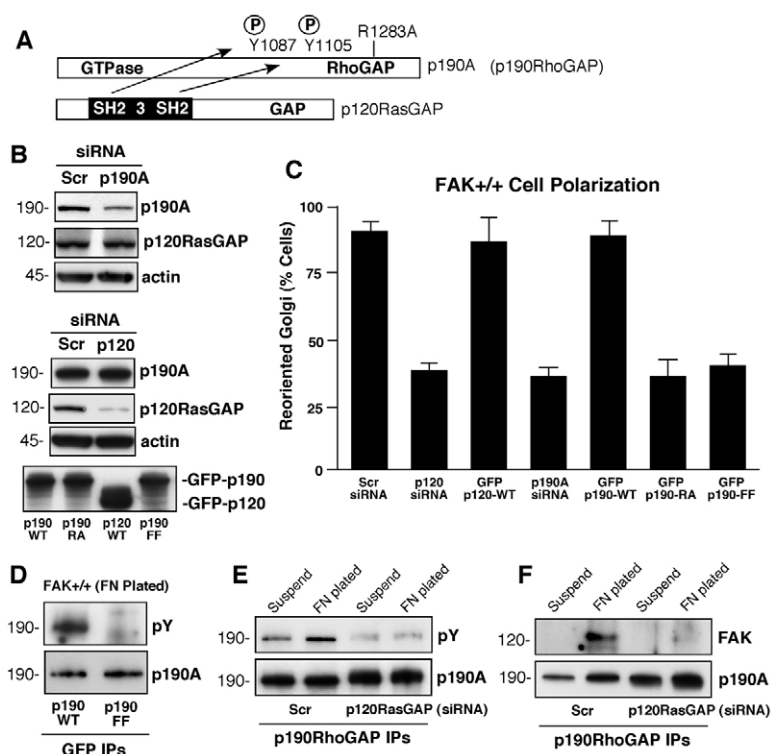 A
P P R1283A
Y1087 Y1105
GTPase RhoGAP p190A (p190RhoGAP)
SH2 3 SH2 GAP p120RasGAP
B
siRNA
Scr p190A
190- p190A
120- p120RasGAP
45- actin
siRNA
Scr p120
190- p190A
120- p120RasGAP
45- actin
-GFP-p190
-GFP-p120
p190 p190 p120 p190
WT RA WT FF
C
FAK+/+ Cell Polarization
Reoriented Golgi (% Cells)
100
75
50
25
0
Scr p120 GFP p190A GFP GFP GFP
siRNA siRNA p120-WT siRNA p190-WT p190-RA p190-FF
D
FAK+/+ (FN Plated)
190- pY
190- p190A
p190 p190
WT FF
GFP IPs
E
Suspend FN plated Suspend FN plated
190- pY
190- p190A
Scr p120RasGAP (siRNA)
p190RhoGAP IPs
F
Suspend FN plated Suspend FN plated
120- FAK
190- p190A
Scr p120RasGAP (siRNA)
p190RhoGAP IPs